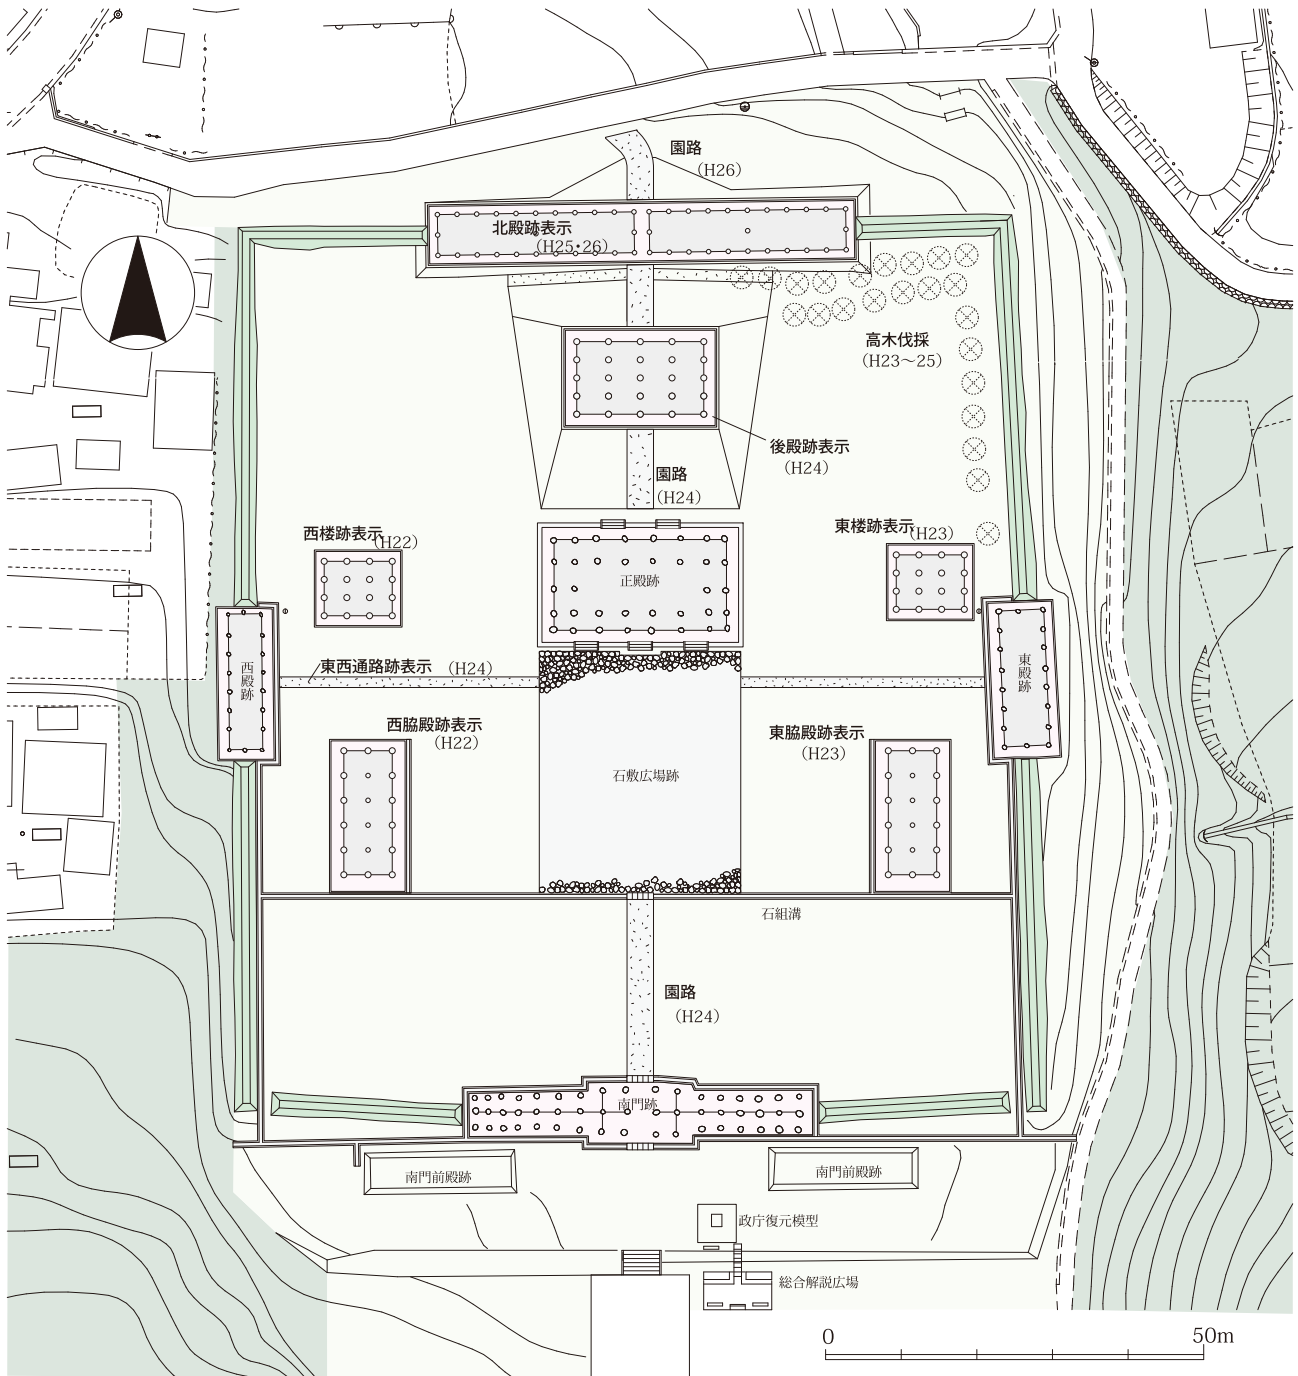 園路
（H26）
北殿跡表示
（H25・26）
高木伐採
（H23～25）
後殿跡表示
（H24）
園路
（H24）
西楼跡表示
（H22）
東楼跡表示
（H23）
正殿跡
西殿跡
東殿跡
東西通路跡表示 （H24）
西脇殿跡表示
（H22）
東脇殿跡表示
（H23）
石敷広場跡
石組溝
園路
（H24）
南門跡
南門前殿跡
南門前殿跡
政庁復元模型
総合解説広場
0
50m